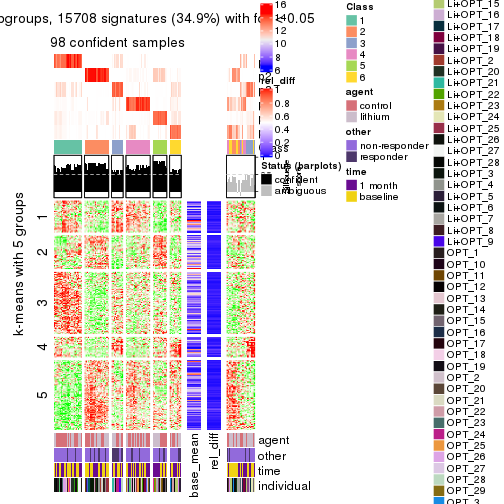 ogroups, 15708 signatures (34.9%) with fdr < 0.05
98 confident samples
k-means with 5 groups
1
2
3
4
5
base_mean
rel_diff
agent
other
time
individual
16
14
12
10
8
6
rel_diff
1
0.8
0.6
0.4
0.2
0
Status (barplots)
confident
ambiguous
Class
1
2
3
4
5
6
agent
control
lithium
other
non-responder
responder
time
1 month
baseline
Li+OPT_15
Li+OPT_16
Li+OPT_17
Li+OPT_18
Li+OPT_19
Li+OPT_2
Li+OPT_20
Li+OPT_21
Li+OPT_22
Li+OPT_23
Li+OPT_24
Li+OPT_25
Li+OPT_26
Li+OPT_27
Li+OPT_28
Li+OPT_3
Li+OPT_4
Li+OPT_5
Li+OPT_6
Li+OPT_7
Li+OPT_8
Li+OPT_9
OPT_1
OPT_10
OPT_11
OPT_12
OPT_13
OPT_14
OPT_15
OPT_16
OPT_17
OPT_18
OPT_19
OPT_2
OPT_20
OPT_21
OPT_22
OPT_23
OPT_24
OPT_25
OPT_26
OPT_27
OPT_28
OPT_29
OPT_3